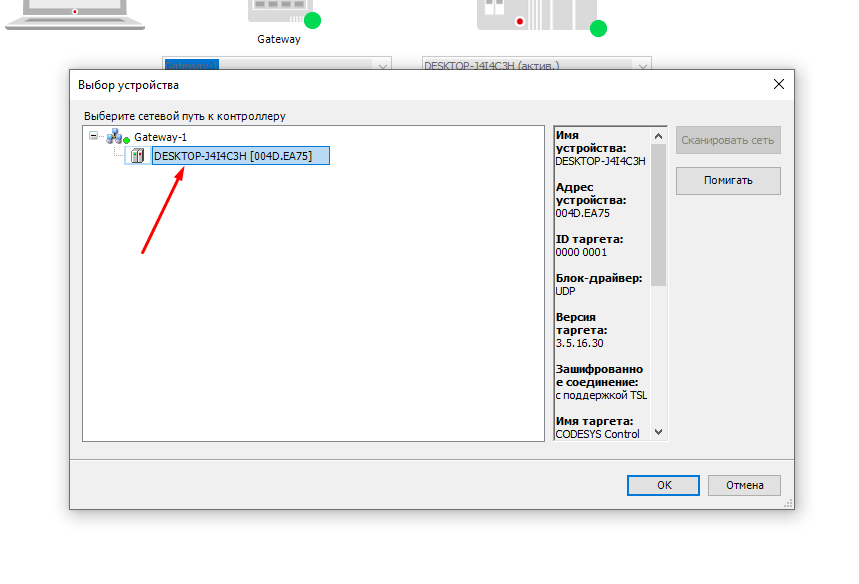 Gateway
Gateway-1
DESKTOP-J4I4C3H (актив.)
Выбор устройства
Выберите сетевой путь к контроллеру
Gateway-1
DESKTOP-J4I4C3H [004D.EA75]
Имя
устройства:
DESKTOP-J4I4C3H
Адрес
устройства:
004D.EA75
ID таргета:
0000 0001
Блок-драйвер:
UDP
Версия
таргета:
3.5.16.30
Зашифрованно
е соединение:
с поддержкой TSL
Имя таргета:
CODESYS Control
Сканировать сеть
Помигать
OK
Отмена